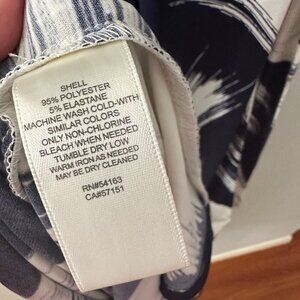 SHELL
95% POLYESTER
5% ELASTANE
MACHINE WASH COLD-WITH
SIMILAR COLORS
ONLY NON-CHLORINE
BLEACH WHEN NEEDED
TUMBLE DRY LOW
WARM IRON AS NEEDED
MAY BE DRY CLEANED
RN#54163
CA#57151